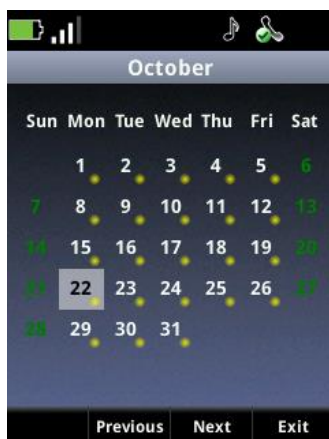 October
Sun Mon Tue Wed Thu Fri Sat
1 2 3 4 5 6
7 8 9 10 11 12 13
14 15 16 17 18 19 20
21 22 23 24 25 26 27
28 29 30 31
Previous Next Exit